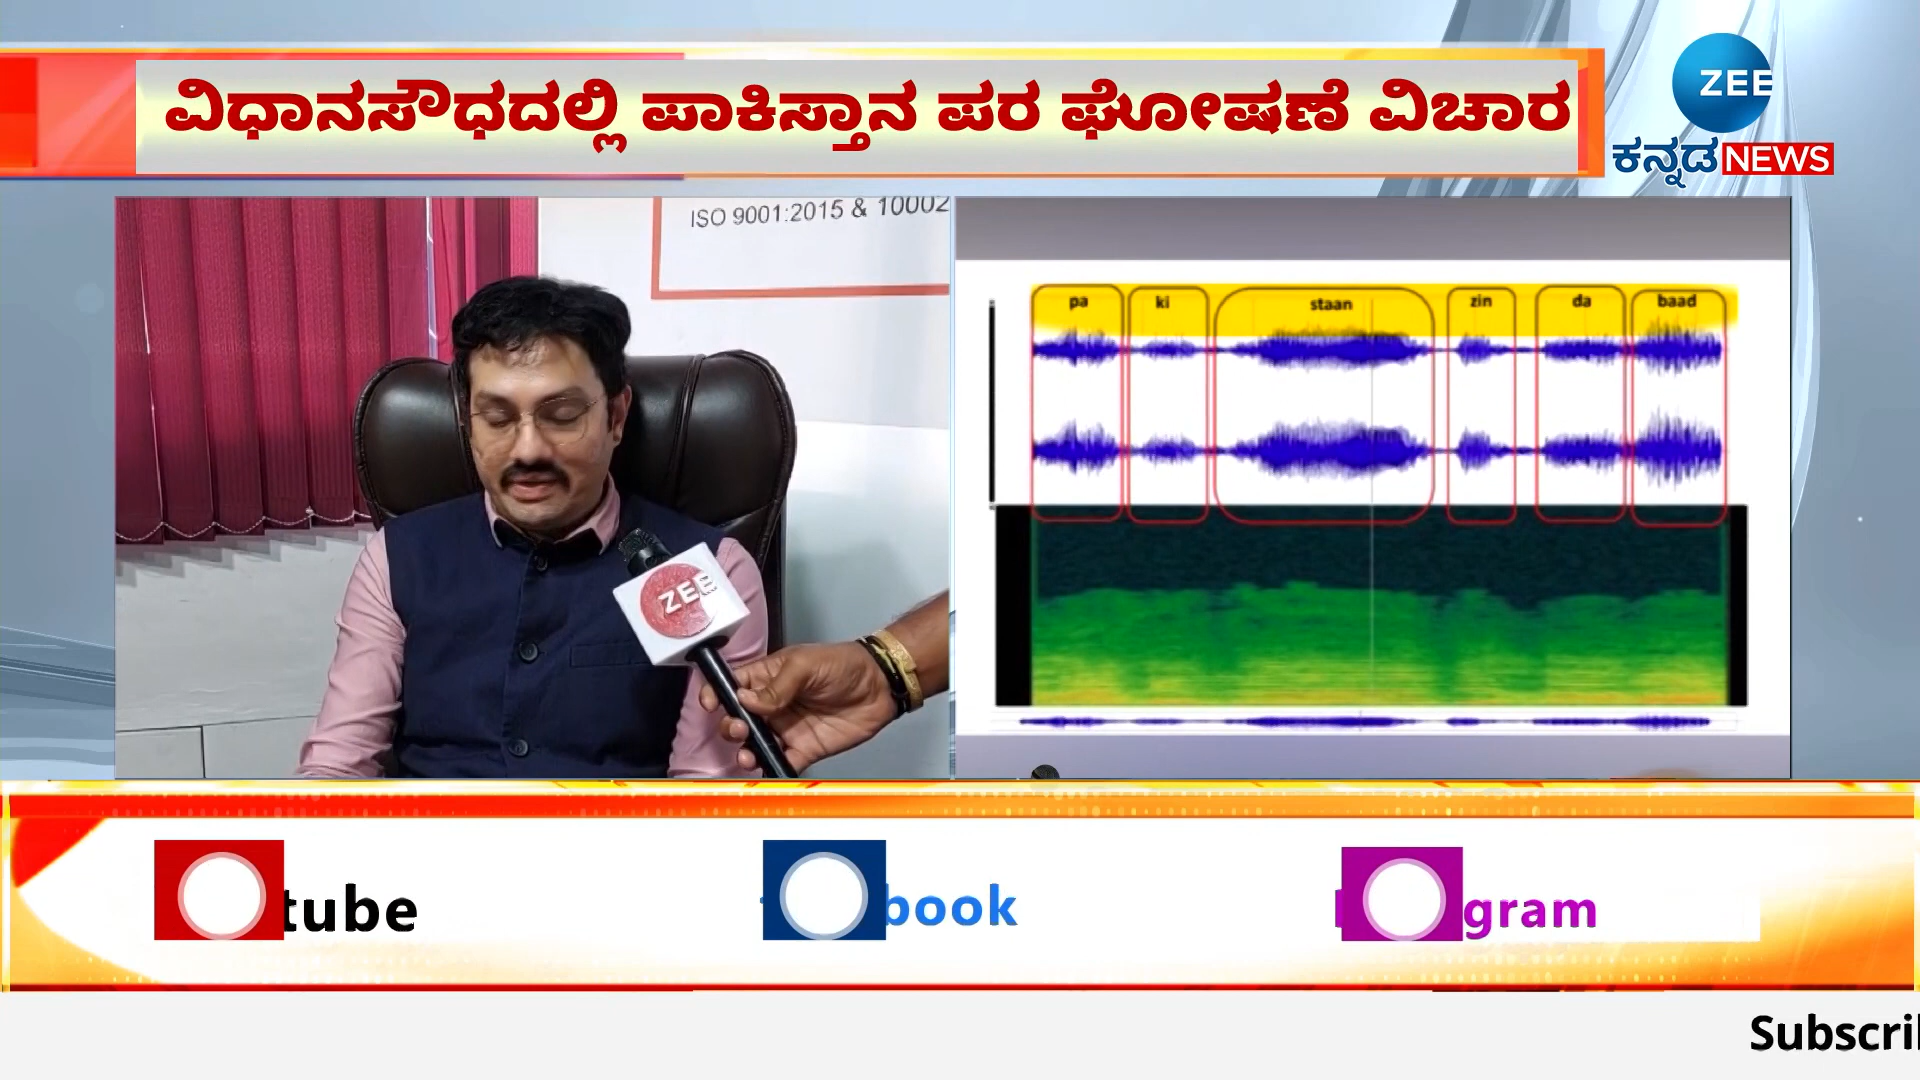 ವಿಧಾನಸೌಧದಲ್ಲಿ ಪಾಕಿಸ್ತಾನ ಪರ ಘೋಷಣೆ ವಿಚಾರ
ZEE
ಕನ್ನಡ NEWS
ISO 9001:2015 & 10002
pa ki staan zin da baad
ZEE
tube book gram
Subscri